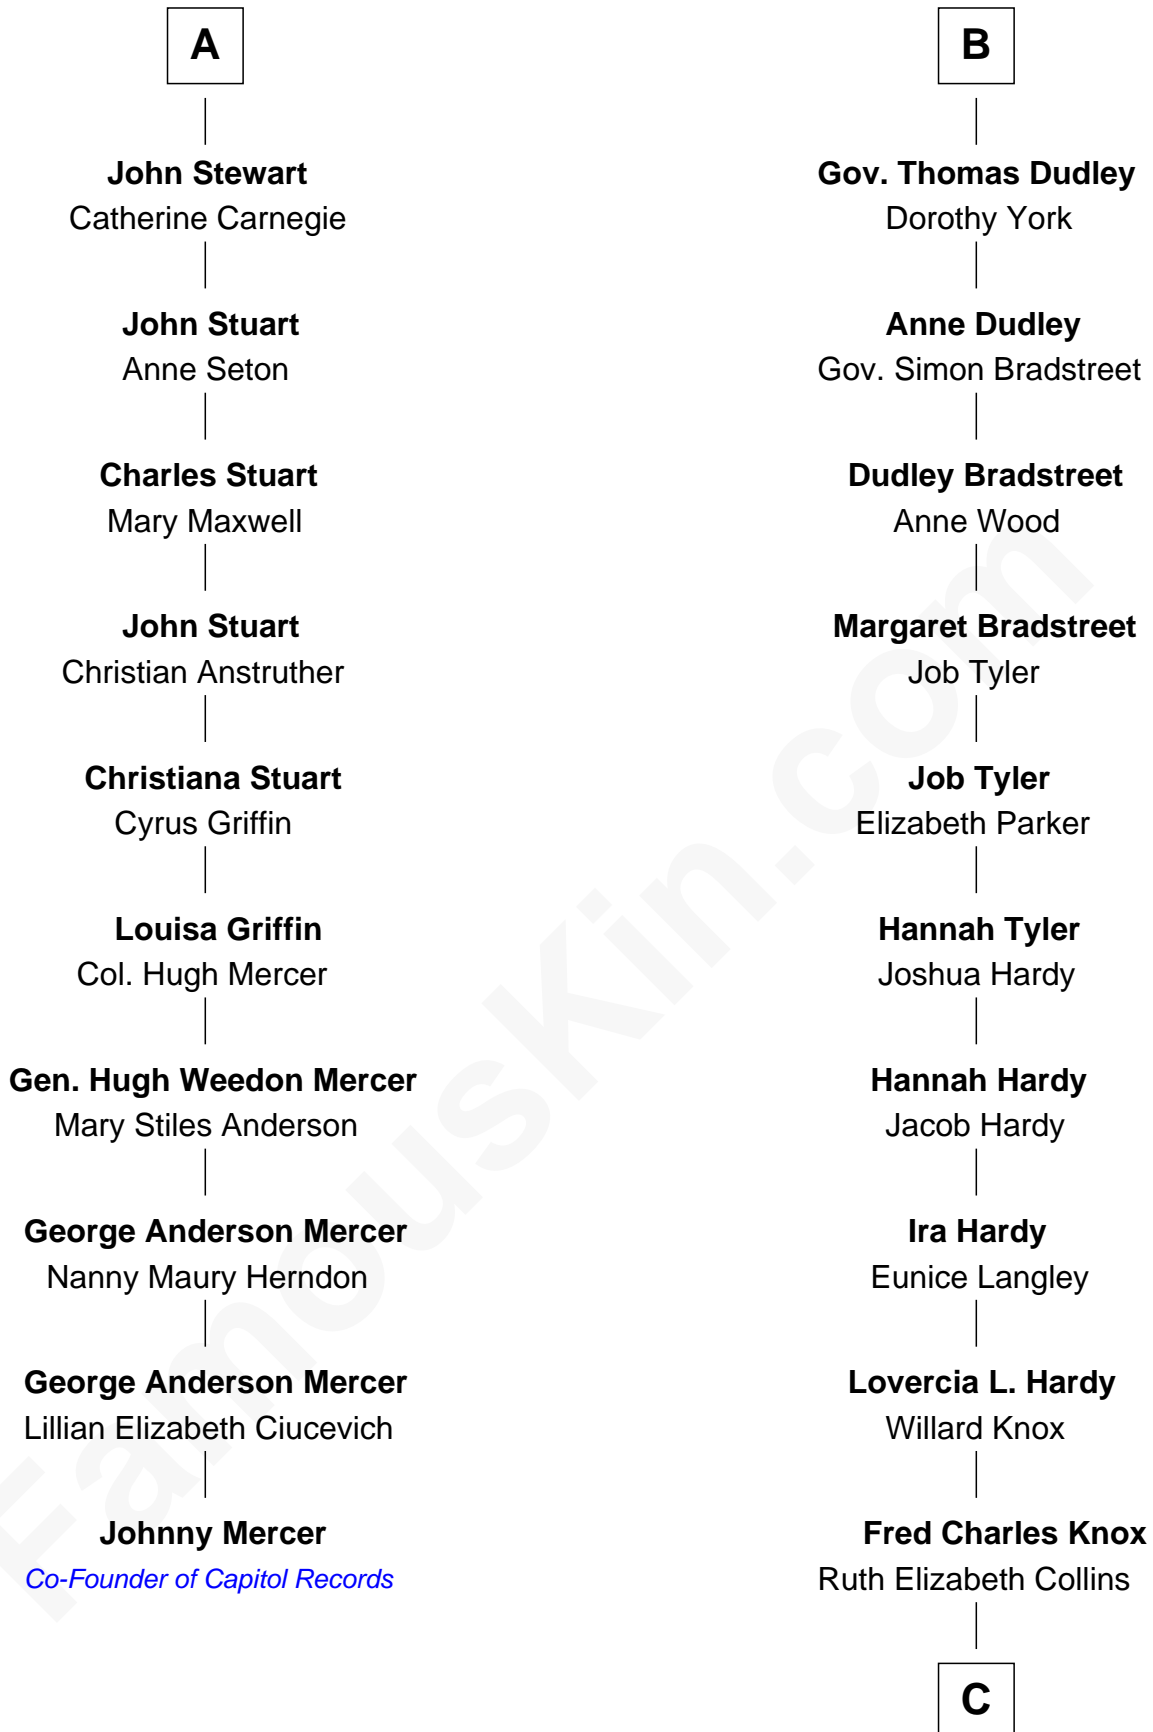 A
John Stewart
Catherine Carnegie
John Stuart
Anne Seton
Charles Stuart
Mary Maxwell
John Stuart
Christian Anstruther
Christiana Stuart
Cyrus Griffin
Louisa Griffin
Col. Hugh Mercer
Gen. Hugh Weedon Mercer
Mary Stiles Anderson
George Anderson Mercer
Nanny Maury Herndon
George Anderson Mercer
Lillian Elizabeth Ciucevich
Johnny Mercer
Co-Founder of Capitol Records
B
Gov. Thomas Dudley
Dorothy York
Anne Dudley
Gov. Simon Bradstreet
Dudley Bradstreet
Anne Wood
Margaret Bradstreet
Job Tyler
Job Tyler
Elizabeth Parker
Hannah Tyler
Joshua Hardy
Hannah Hardy
Jacob Hardy
Ira Hardy
Eunice Langley
Lovercia L. Hardy
Willard Knox
Fred Charles Knox
Ruth Elizabeth Collins
C
FamousKin.com